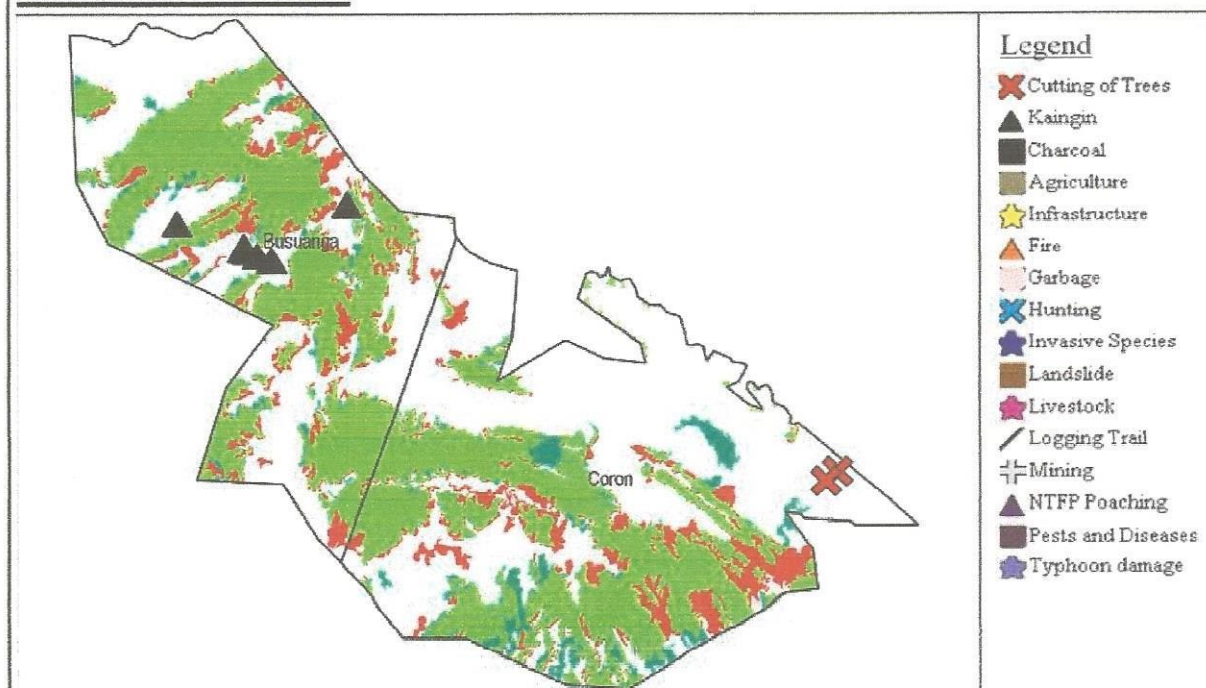 Busuanga
Coron
Legend
Cutting of Trees
Kaingin
Charcoal
Agriculture
Infrastructure
Fire
Garbage
Hunting
Invasive Species
Landslide
Livestock
Logging Trail
Mining
NTFP Poaching
Pests and Diseases
Typhoon damage